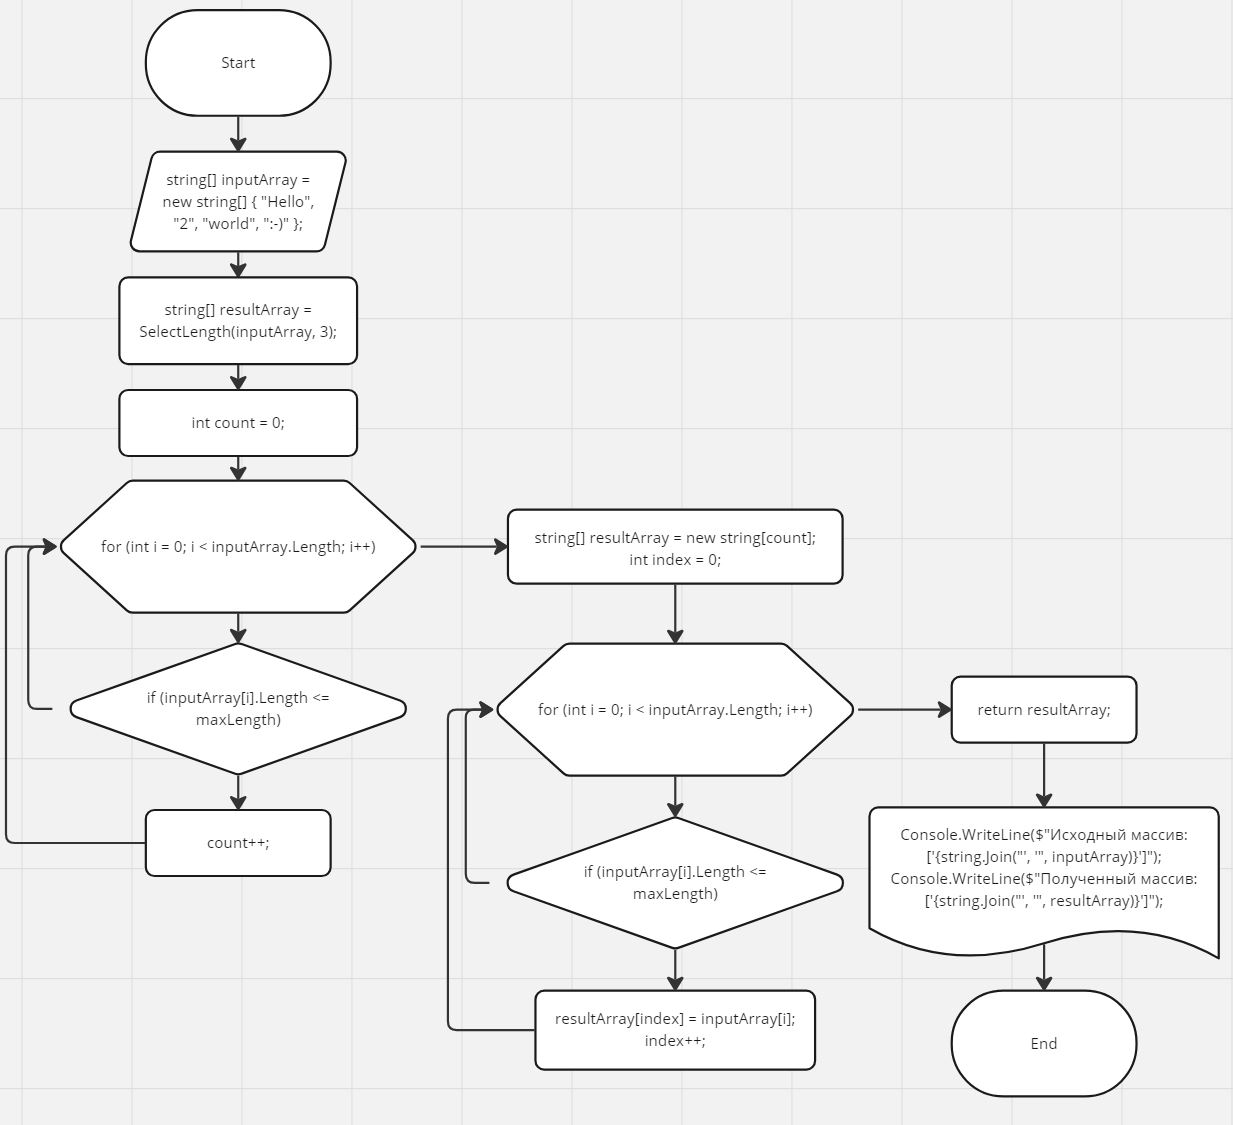 Start
string[] inputArray =
new string[] { "Hello",
"2", "world", ":-)" };
string[] resultArray =
SelectLength(inputArray, 3);
int count = 0;
for (int i = 0; i < inputArray.Length; i++)
if (inputArray[i].Length <=
maxLength)
count++;
string[] resultArray = new string[count];
int index = 0;
for (int i = 0; i < inputArray.Length; i++)
if (inputArray[i].Length <=
maxLength)
resultArray[index] = inputArray[i];
index++;
return resultArray;
Console.WriteLine($"Исходный массив:
['{string.Join("', '", inputArray)}']");
Console.WriteLine($"Полученный массив:
['{string.Join("', '", resultArray)}']");
End